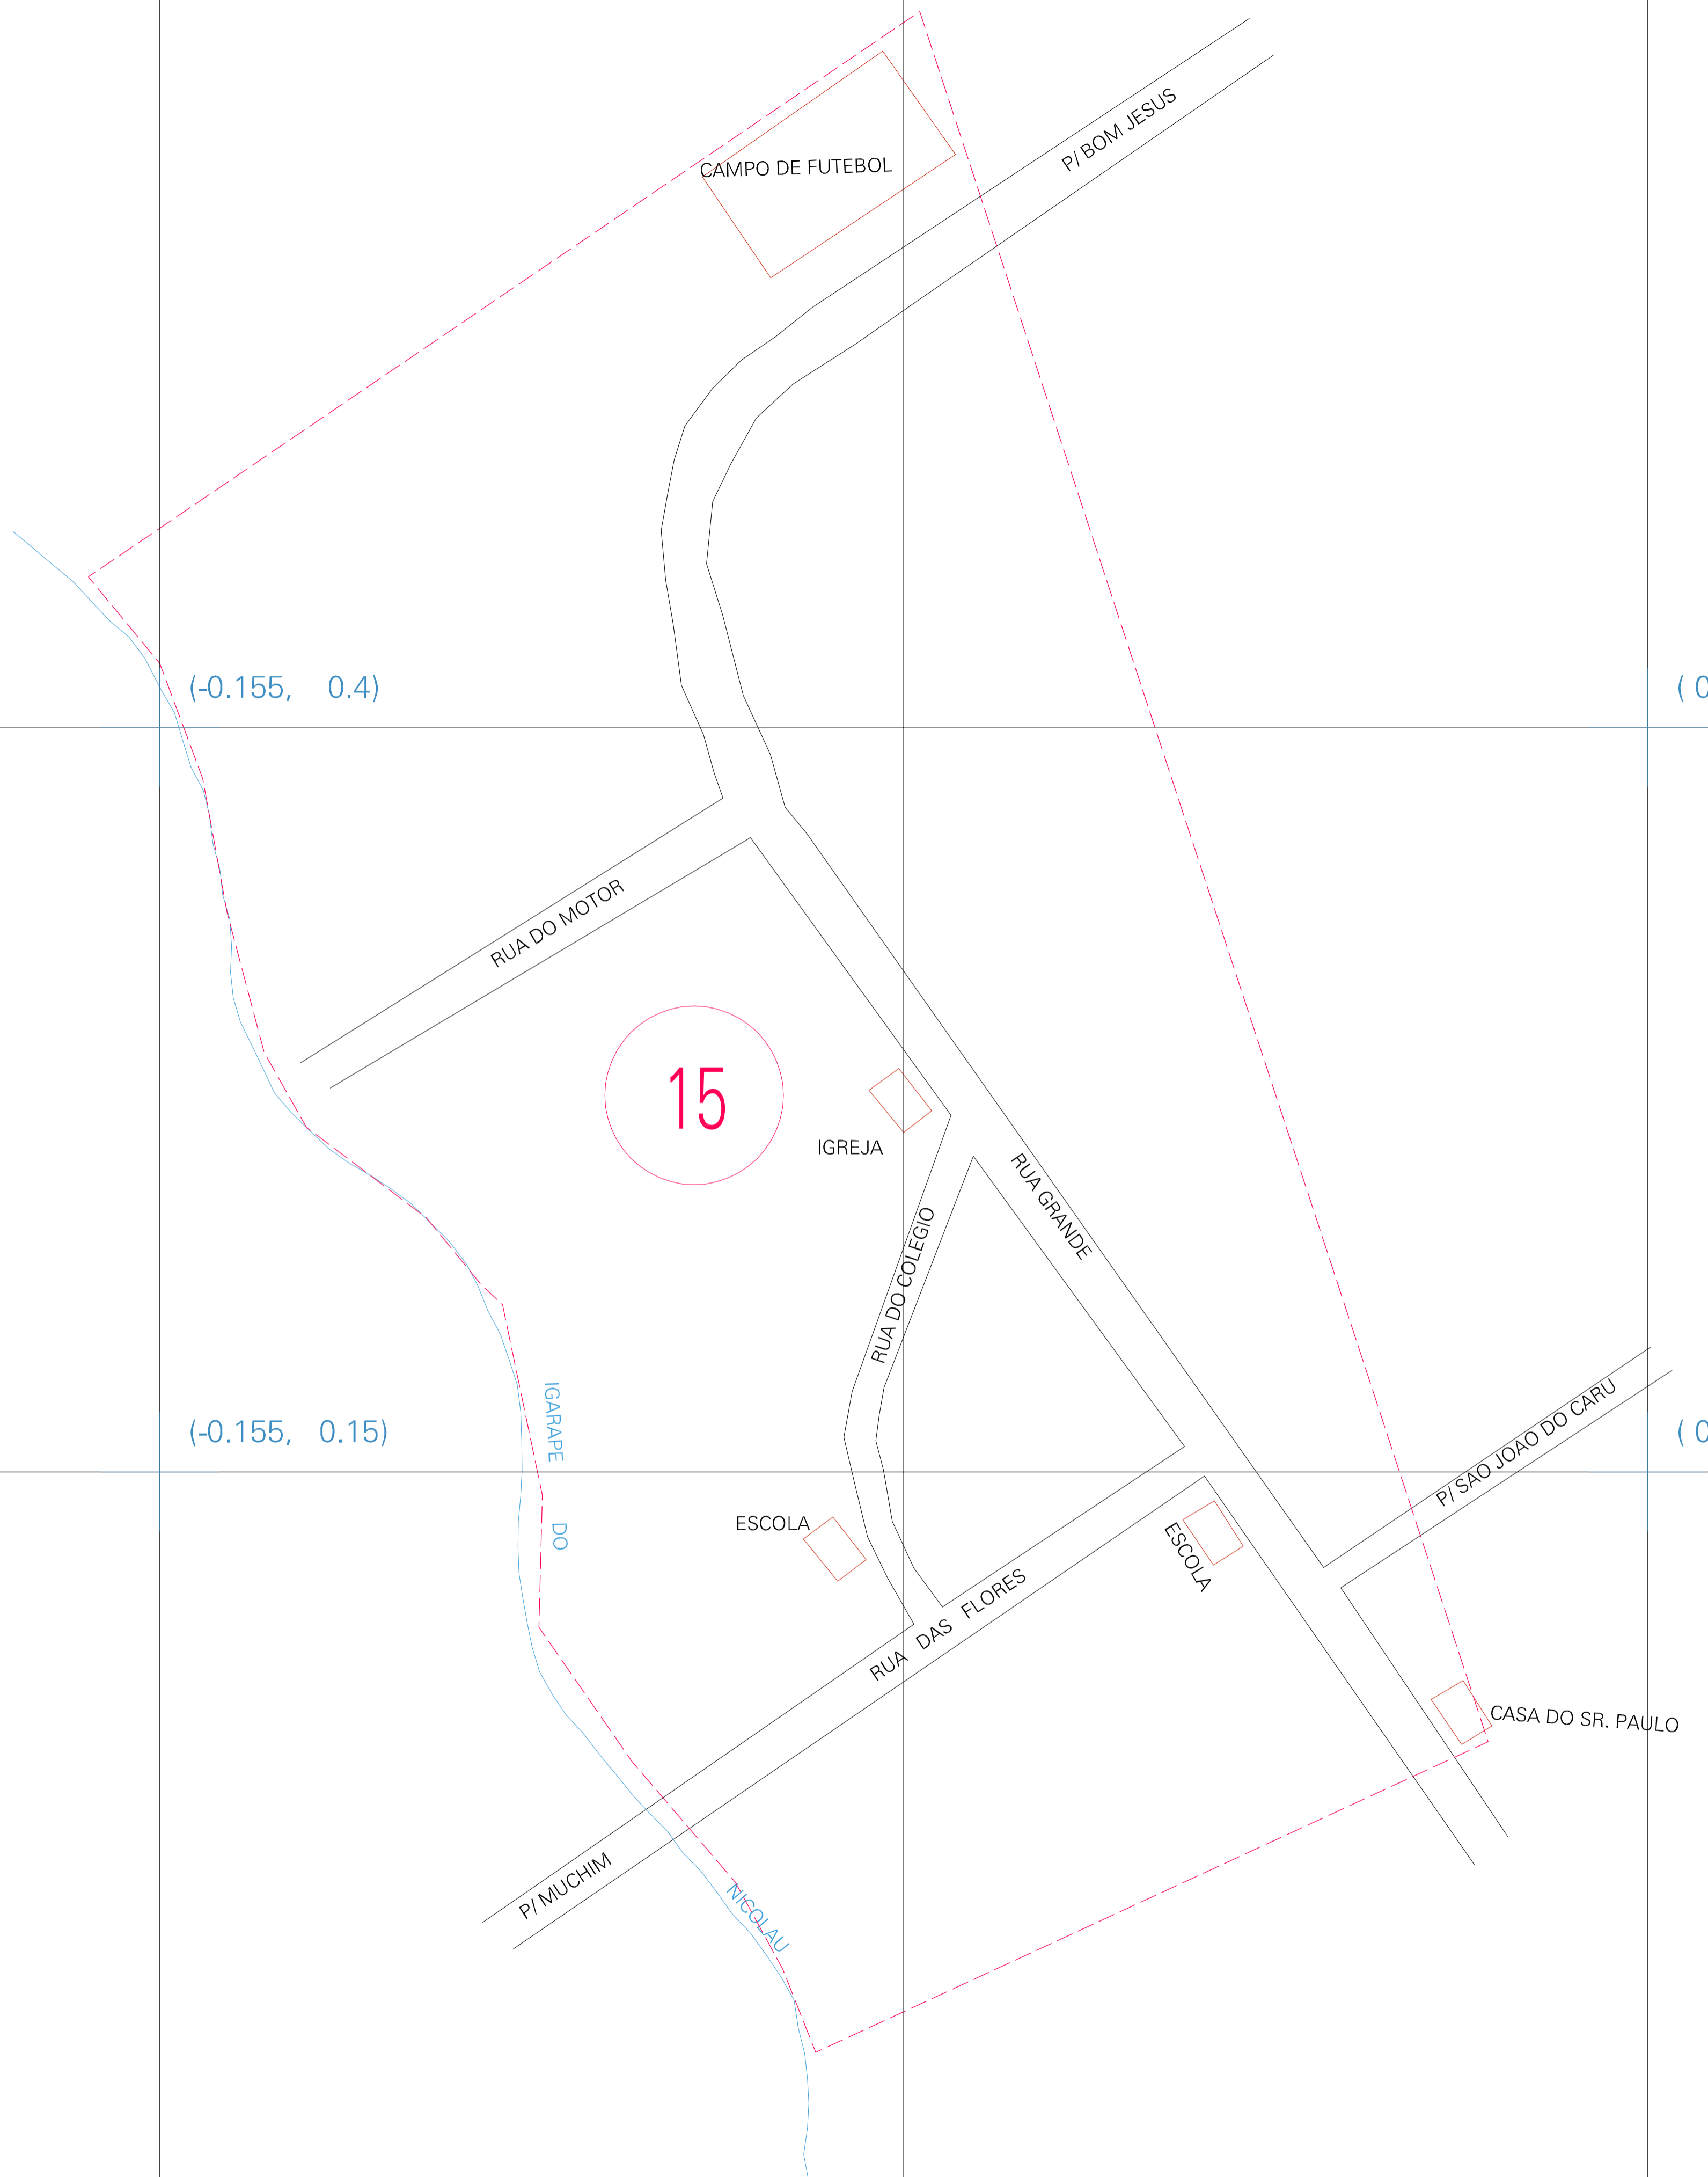 P/ BOM JESUS
CAMPO DE FUTEBOL
(-0.155, 0.4)
( 0
RUA DO MOTOR
15
IGREJA
RUA GRANDE
RUA DO COLEGIO
P/ SAO JOAO DO CARU
(-0.155, 0.15)
( 0
IGARAPE
DO
NICOLAU
ESCOLA
ESCOLA
RUA DAS FLORES
CASA DO SR. PAULO
P/ MUCHIM